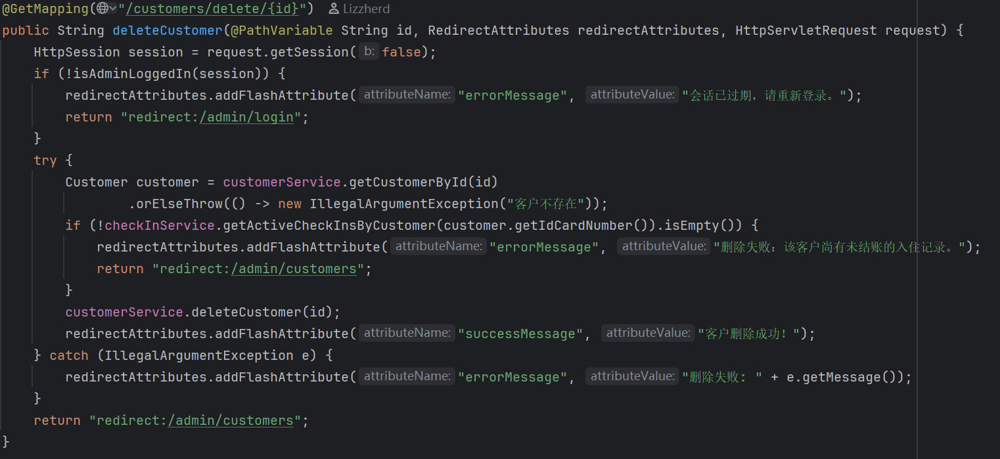 @GetMapping("/customers/delete/{id}") Lizzherd
public String deleteCustomer(@PathVariable String id, RedirectAttributes redirectAttributes, HttpServletRequest request) {
    HttpSession session = request.getSession( b: false);
    if (!isAdminLoggedIn(session)) {
        redirectAttributes.addFlashAttribute( attributeName: "errorMessage", attributeValue: "会话已过期，请重新登录。");
        return "redirect:/admin/login";
    }
    try {
        Customer customer = customerService.getCustomerById(id)
                .orElseThrow(() -> new IllegalArgumentException("客户不存在"));
        if (!checkInService.getActiveCheckInsByCustomer(customer.getIdCardNumber()).isEmpty()) {
            redirectAttributes.addFlashAttribute( attributeName: "errorMessage", attributeValue: "删除失败：该客户尚有未结账的入住记录。");
            return "redirect:/admin/customers";
        }
        customerService.deleteCustomer(id);
        redirectAttributes.addFlashAttribute( attributeName: "successMessage", attributeValue: "客户删除成功！");
    } catch (IllegalArgumentException e) {
        redirectAttributes.addFlashAttribute( attributeName: "errorMessage", attributeValue: "删除失败: " + e.getMessage());
    }
    return "redirect:/admin/customers";
}